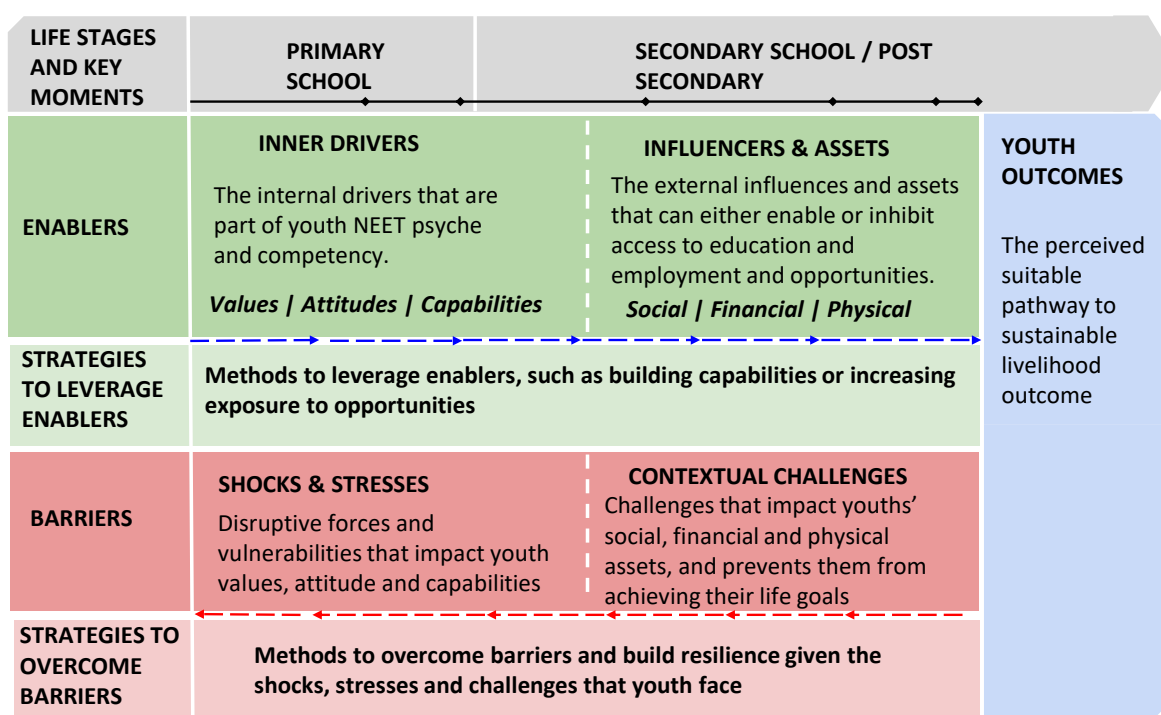 LIFE STAGES
AND KEY
MOMENTS
PRIMARY
SCHOOL
SECONDARY SCHOOL / POST
SECONDARY
ENABLERS
INNER DRIVERS
The internal drivers that are
part of youth NEET psyche
and competency.
Values | Attitudes | Capabilities
INFLUENCERS & ASSETS
The external influences and assets
that can either enable or inhibit
access to education and
employment and opportunities.
Social | Financial | Physical
YOUTH
OUTCOMES
The perceived
suitable
pathway to
sustainable
livelihood
outcome
STRATEGIES
TO LEVERAGE
ENABLERS
Methods to leverage enablers, such as building capabilities or increasing
exposure to opportunities
BARRIERS
SHOCKS & STRESSES
Disruptive forces and
vulnerabilities that impact youth
values, attitude and capabilities
CONTEXTUAL CHALLENGES
Challenges that impact youths’
social, financial and physical
assets, and prevents them from
achieving their life goals
STRATEGIES TO
OVERCOME
BARRIERS
Methods to overcome barriers and build resilience given the
shocks, stresses and challenges that youth face